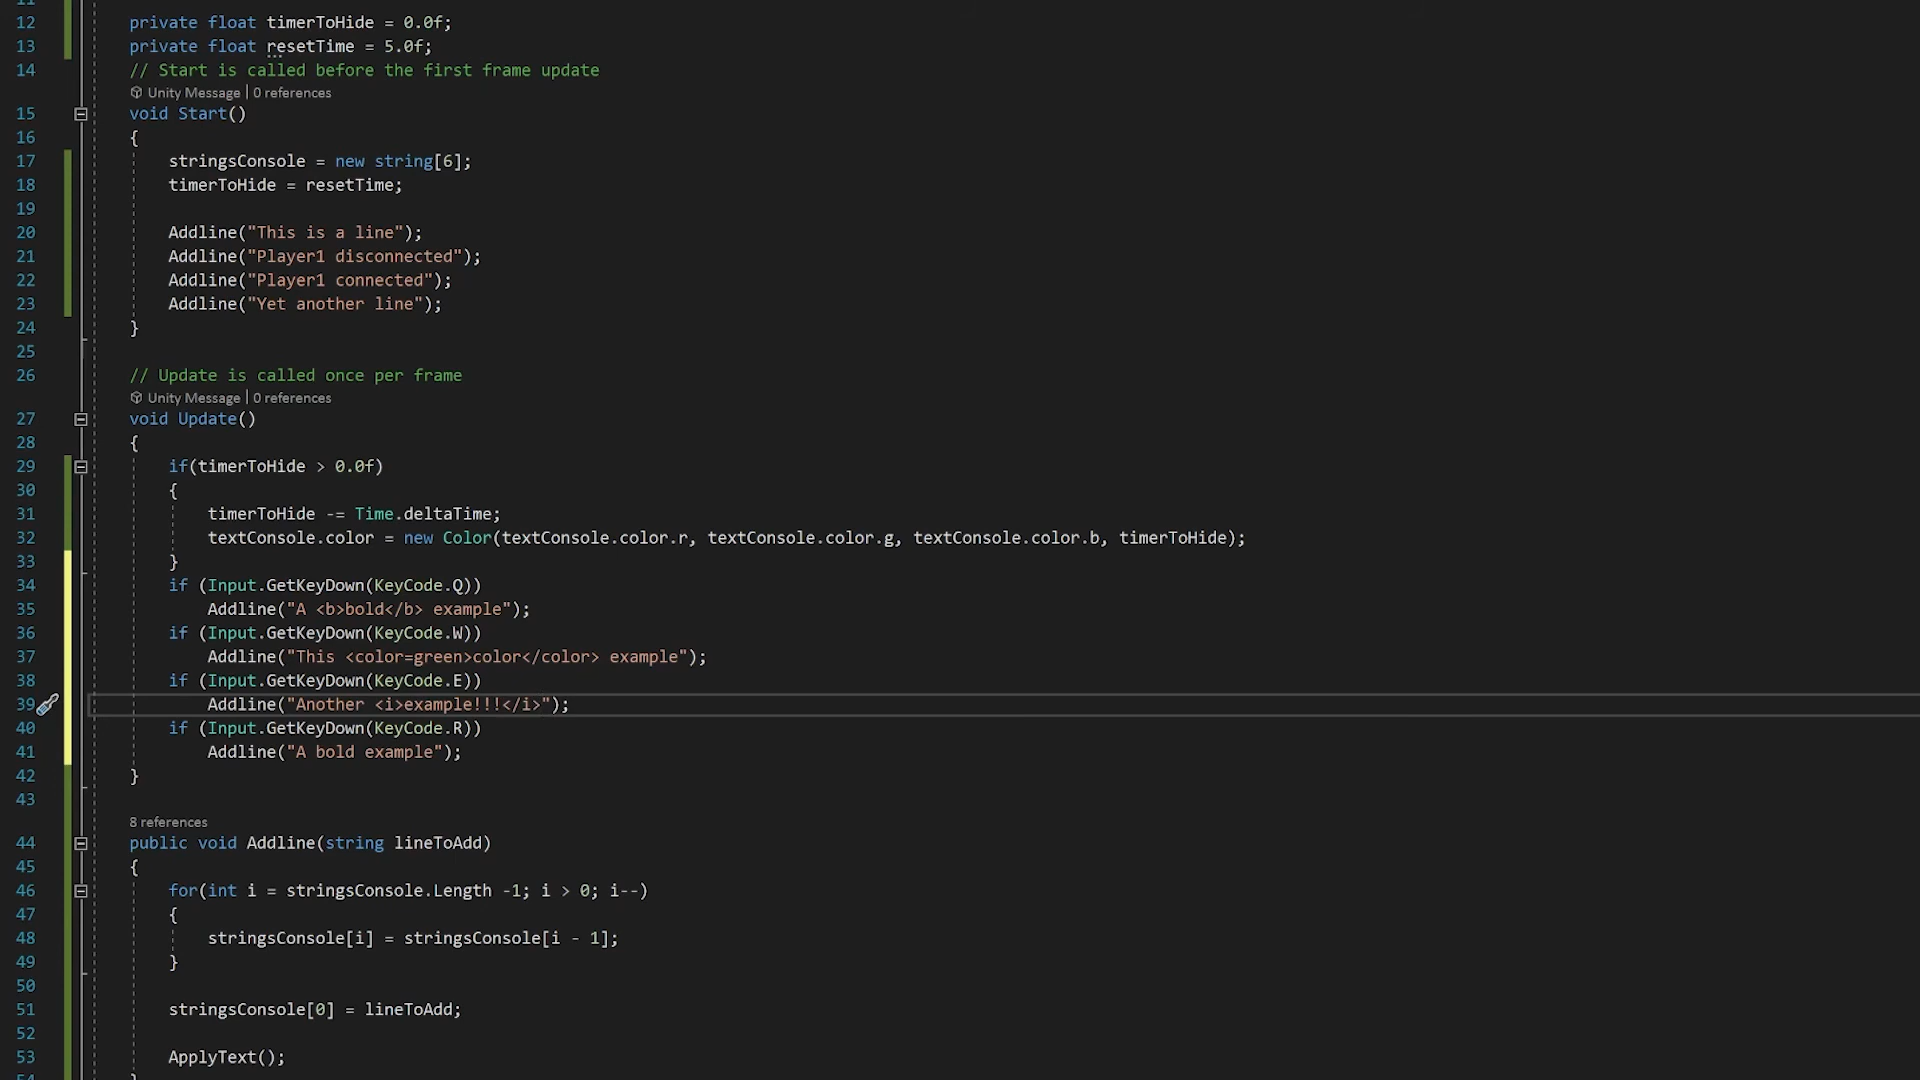 12 private float timerToHide = 0.0f;
13 private float resetTime = 5.0f;
14 // Start is called before the first frame update
Unity Message | 0 references
15 void Start()
16 {
17 stringsConsole = new string[6];
18 timerToHide = resetTime;
19
20 Addline("This is a line");
21 Addline("Player1 disconnected");
22 Addline("Player1 connected");
23 Addline("Yet another line");
24 }
25
26 // Update is called once per frame
Unity Message | 0 references
27 void Update()
28 {
29 if(timerToHide > 0.0f)
30 {
31 timerToHide -= Time.deltaTime;
32 textConsole.color = new Color(textConsole.color.r, textConsole.color.g, textConsole.color.b, timerToHide);
33 }
34 if (Input.GetKeyDown(KeyCode.Q))
35 Addline("A <b>bold</b> example");
36 if (Input.GetKeyDown(KeyCode.W))
37 Addline("This <color=green>color</color> example");
38 if (Input.GetKeyDown(KeyCode.E))
39 Addline("Another <i>example!!!</i>");
40 if (Input.GetKeyDown(KeyCode.R))
41 Addline("A bold example");
42 }
43
8 references
44 public void Addline(string lineToAdd)
45 {
46 for(int i = stringsConsole.Length -1; i > 0; i--)
47 {
48 stringsConsole[i] = stringsConsole[i - 1];
49 }
50
51 stringsConsole[0] = lineToAdd;
52
53 ApplyText();